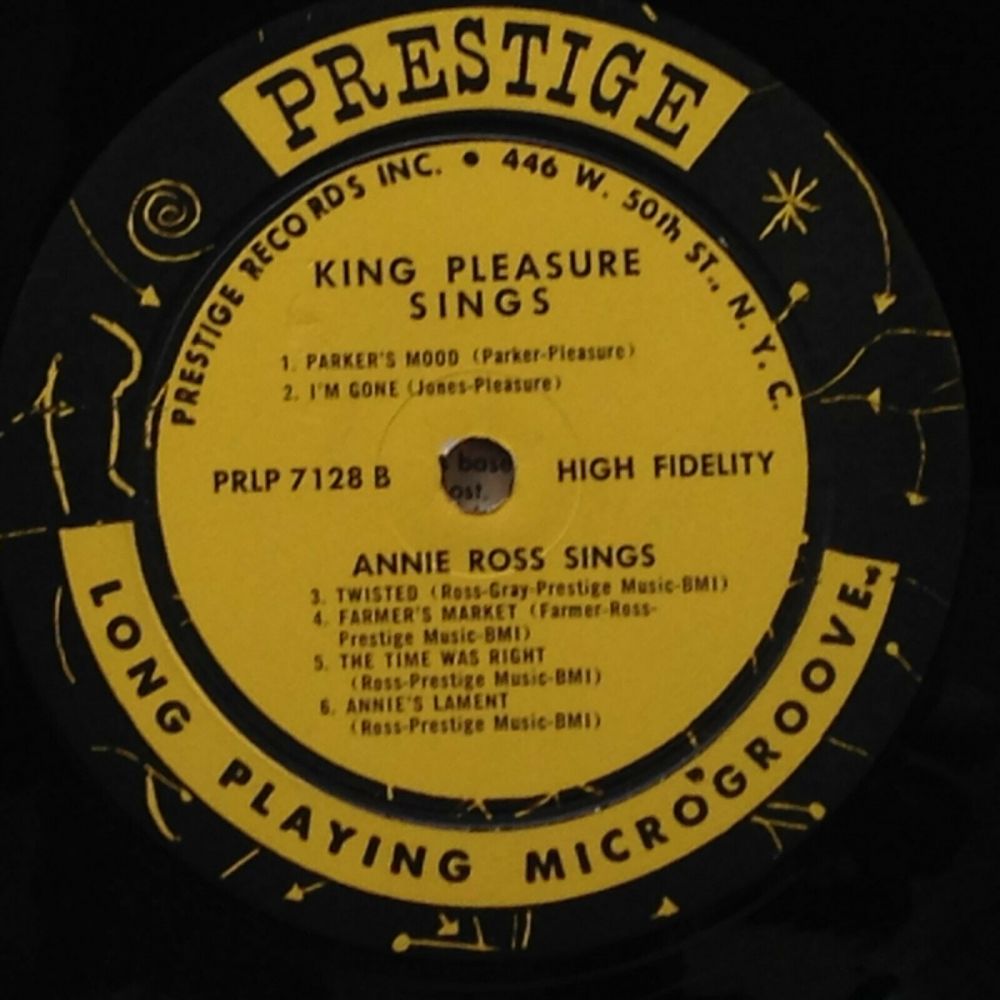 PRESTIGE
PRESTIGE RECORDS INC. • 446 W. 50th ST., N. Y. C.
KING PLEASURE
SINGS
1. PARKER'S MOOD (Parker-Pleasure)
2. I'M GONE (Jones-Pleasure)
PRLP 7128 B
HIGH FIDELITY
ANNIE ROSS SINGS
3. TWISTED (Ross-Gray-Prestige Music-BMI)
4. FARMER'S MARKET (Farmer-Ross-
Prestige Music-BMI)
5. THE TIME WAS RIGHT
(Ross-Prestige Music-BMI)
6. ANNIE'S LAMENT
(Ross-Prestige Music-BMI)
LONG PLAYING MICROGROOVE